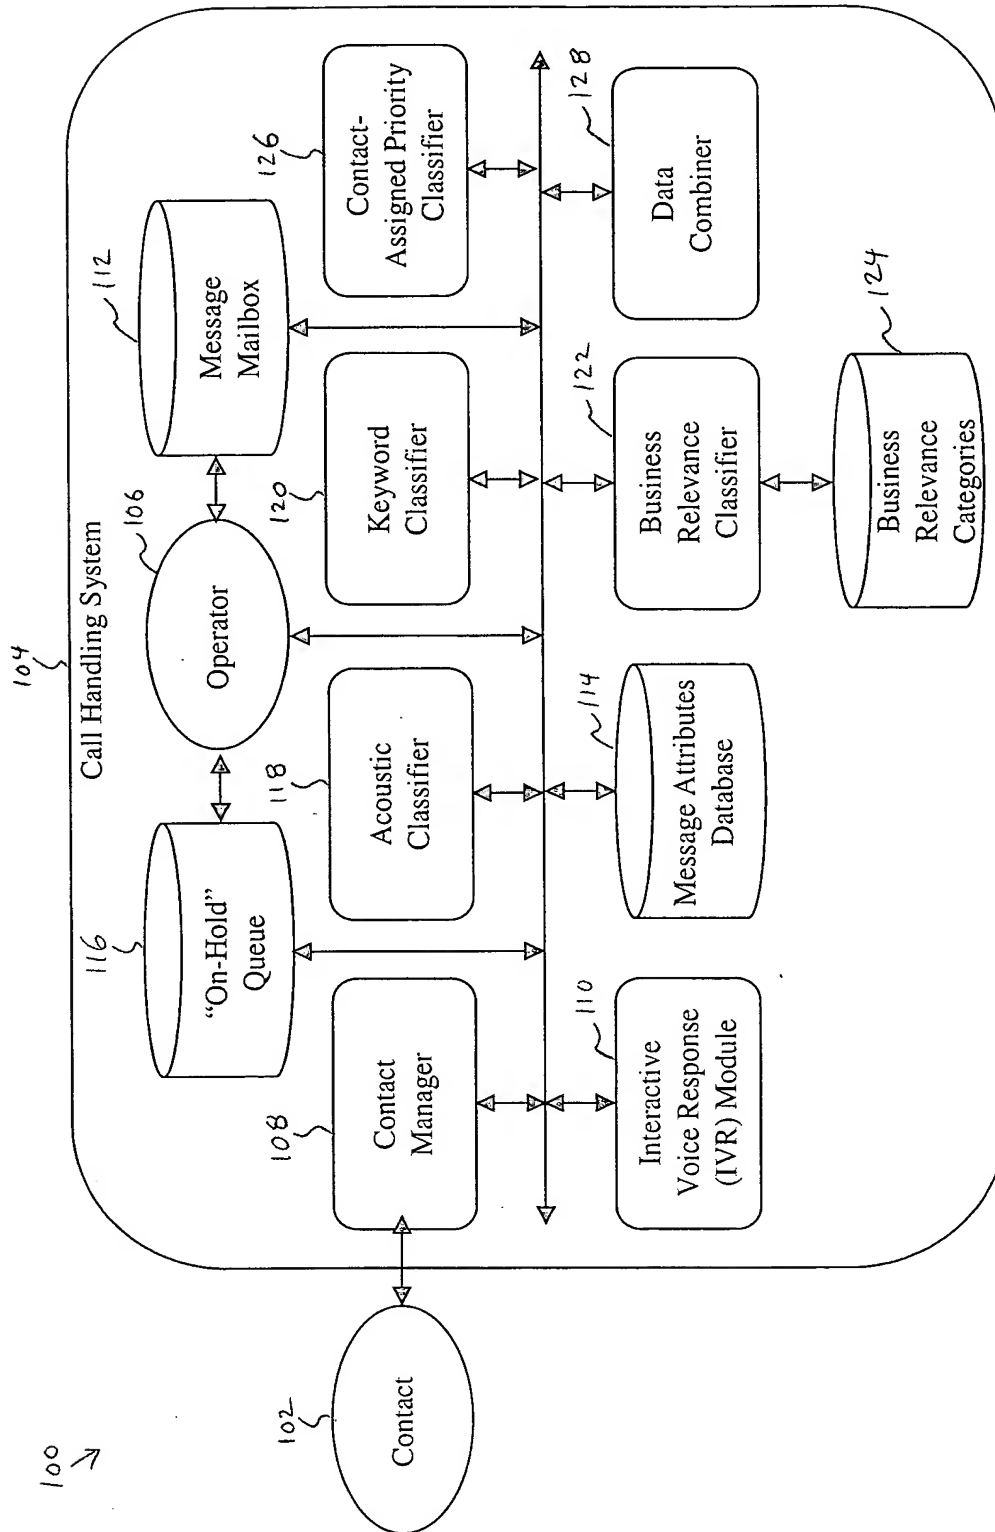 100
104
Call Handling System
102
Contact
116
"On-Hold"
Queue
106
Operator
112
Message
Mailbox
108
Contact
Manager
118
Acoustic
Classifier
120
Keyword
Classifier
126
Contact-
Assigned Priority
Classifier
110
Interactive
Voice Response
(IVR) Module
114
Message Attributes
Database
122
Business
Relevance
Classifier
128
Data
Combiner
124
Business
Relevance
Categories